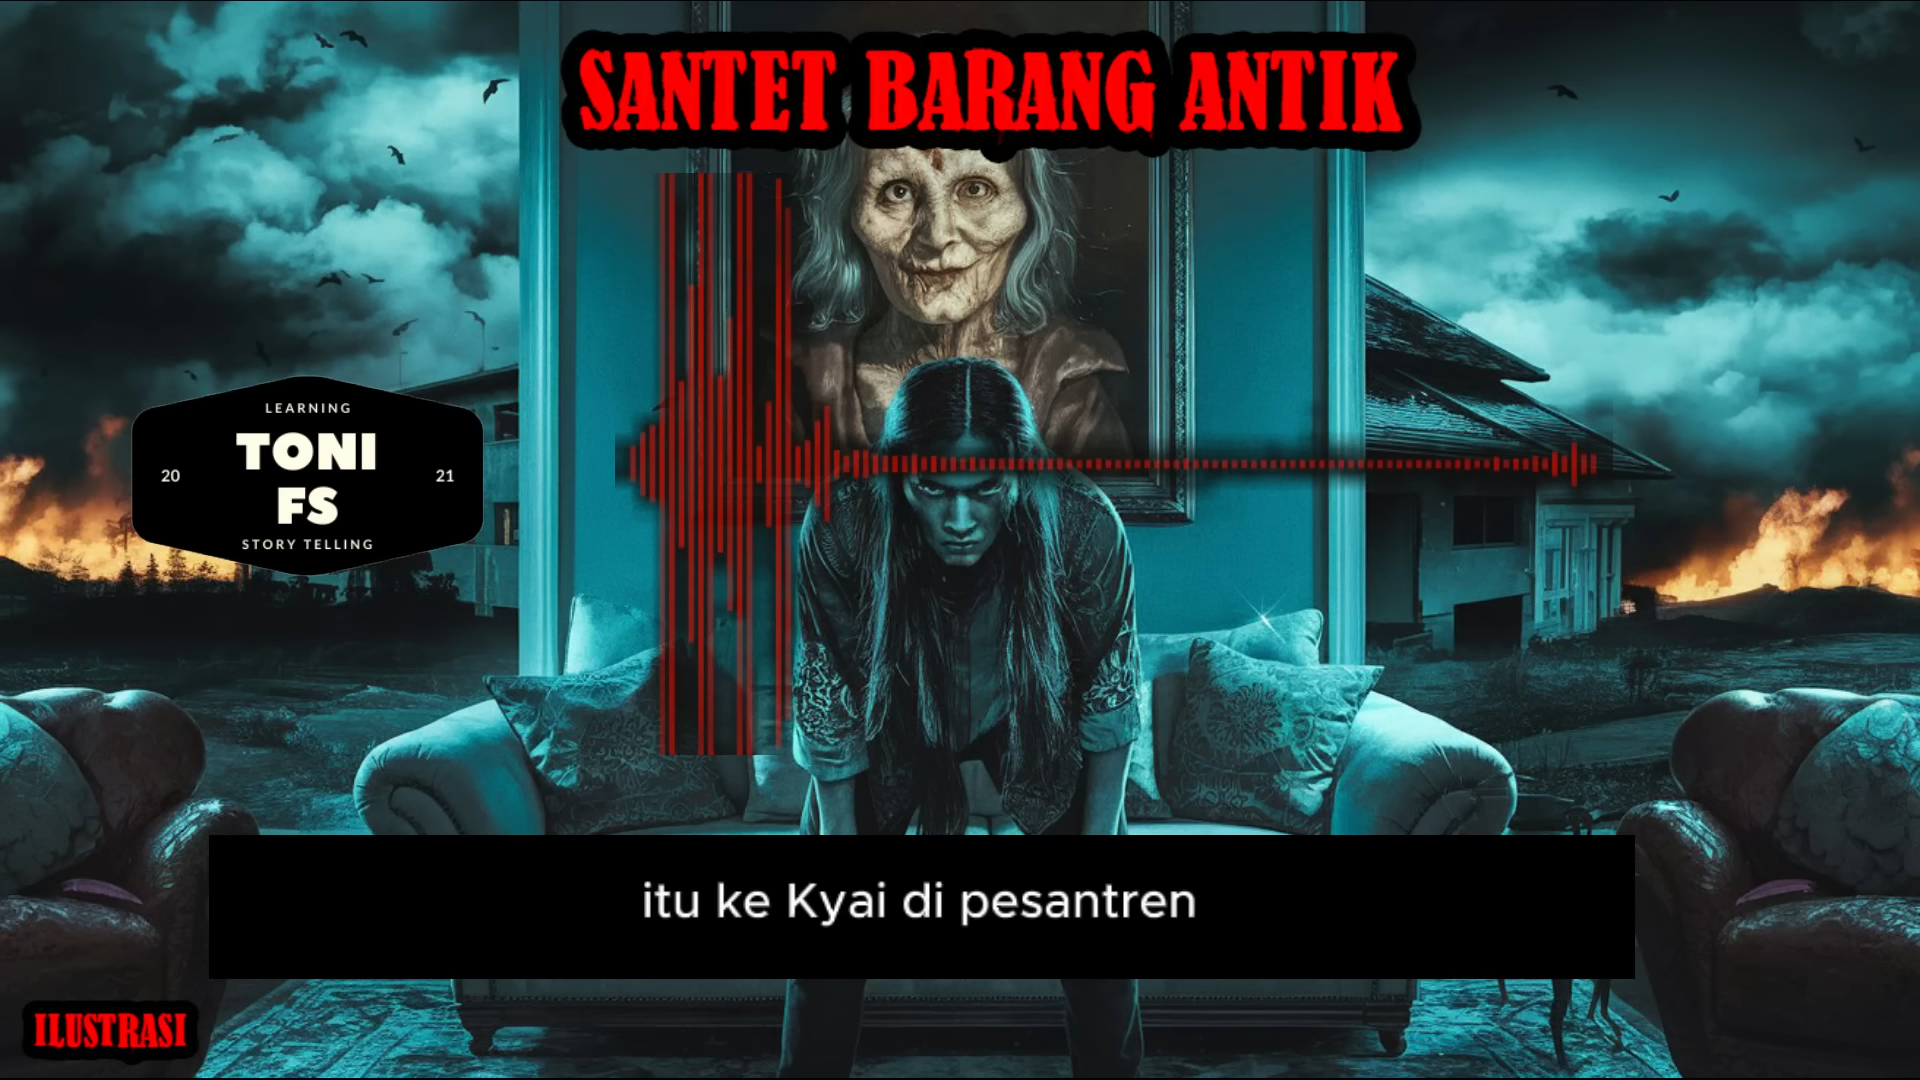 SANTET BARANG ANTIK
LEARNING
TONI
20
21
FS
STORY TELLING
itu ke Kyai di pesantren
ILUSTRASI